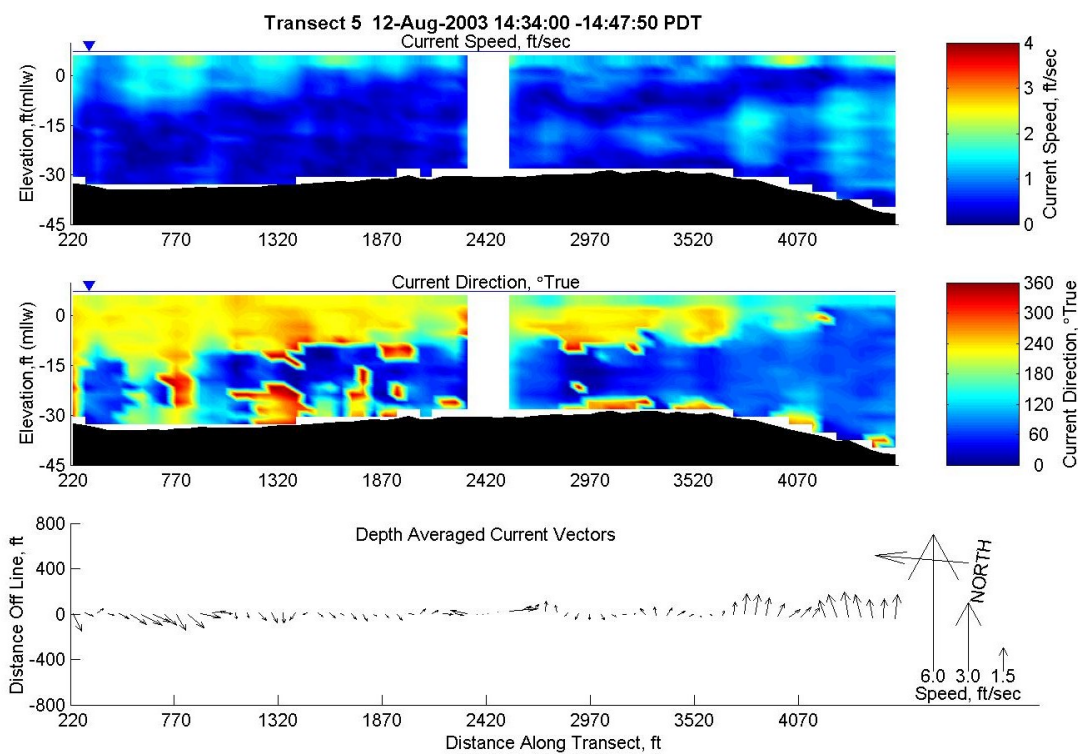 Transect 5 12-Aug-2003 14:34:00 -14:47:50 PDT
Current Speed, ft/sec
Elevation,ft(mllw)
0
-15
-30
-45
220 770 1320 1870 2420 2970 3520 4070
4
3
2
1
0
Current Speed, ft/sec
Current Direction, °True
Elevation,ft (mllw)
0
-15
-30
-45
220 770 1320 1870 2420 2970 3520 4070
360
300
240
180
120
60
0
Current Direction, °True
Depth Averaged Current Vectors
Distance Off Line, ft
800
400
0
-400
-800
220 770 1320 1870 2420 2970 3520 4070
Distance Along Transect, ft
NORTH
6.0 3.0 1.5
Speed, ft/sec